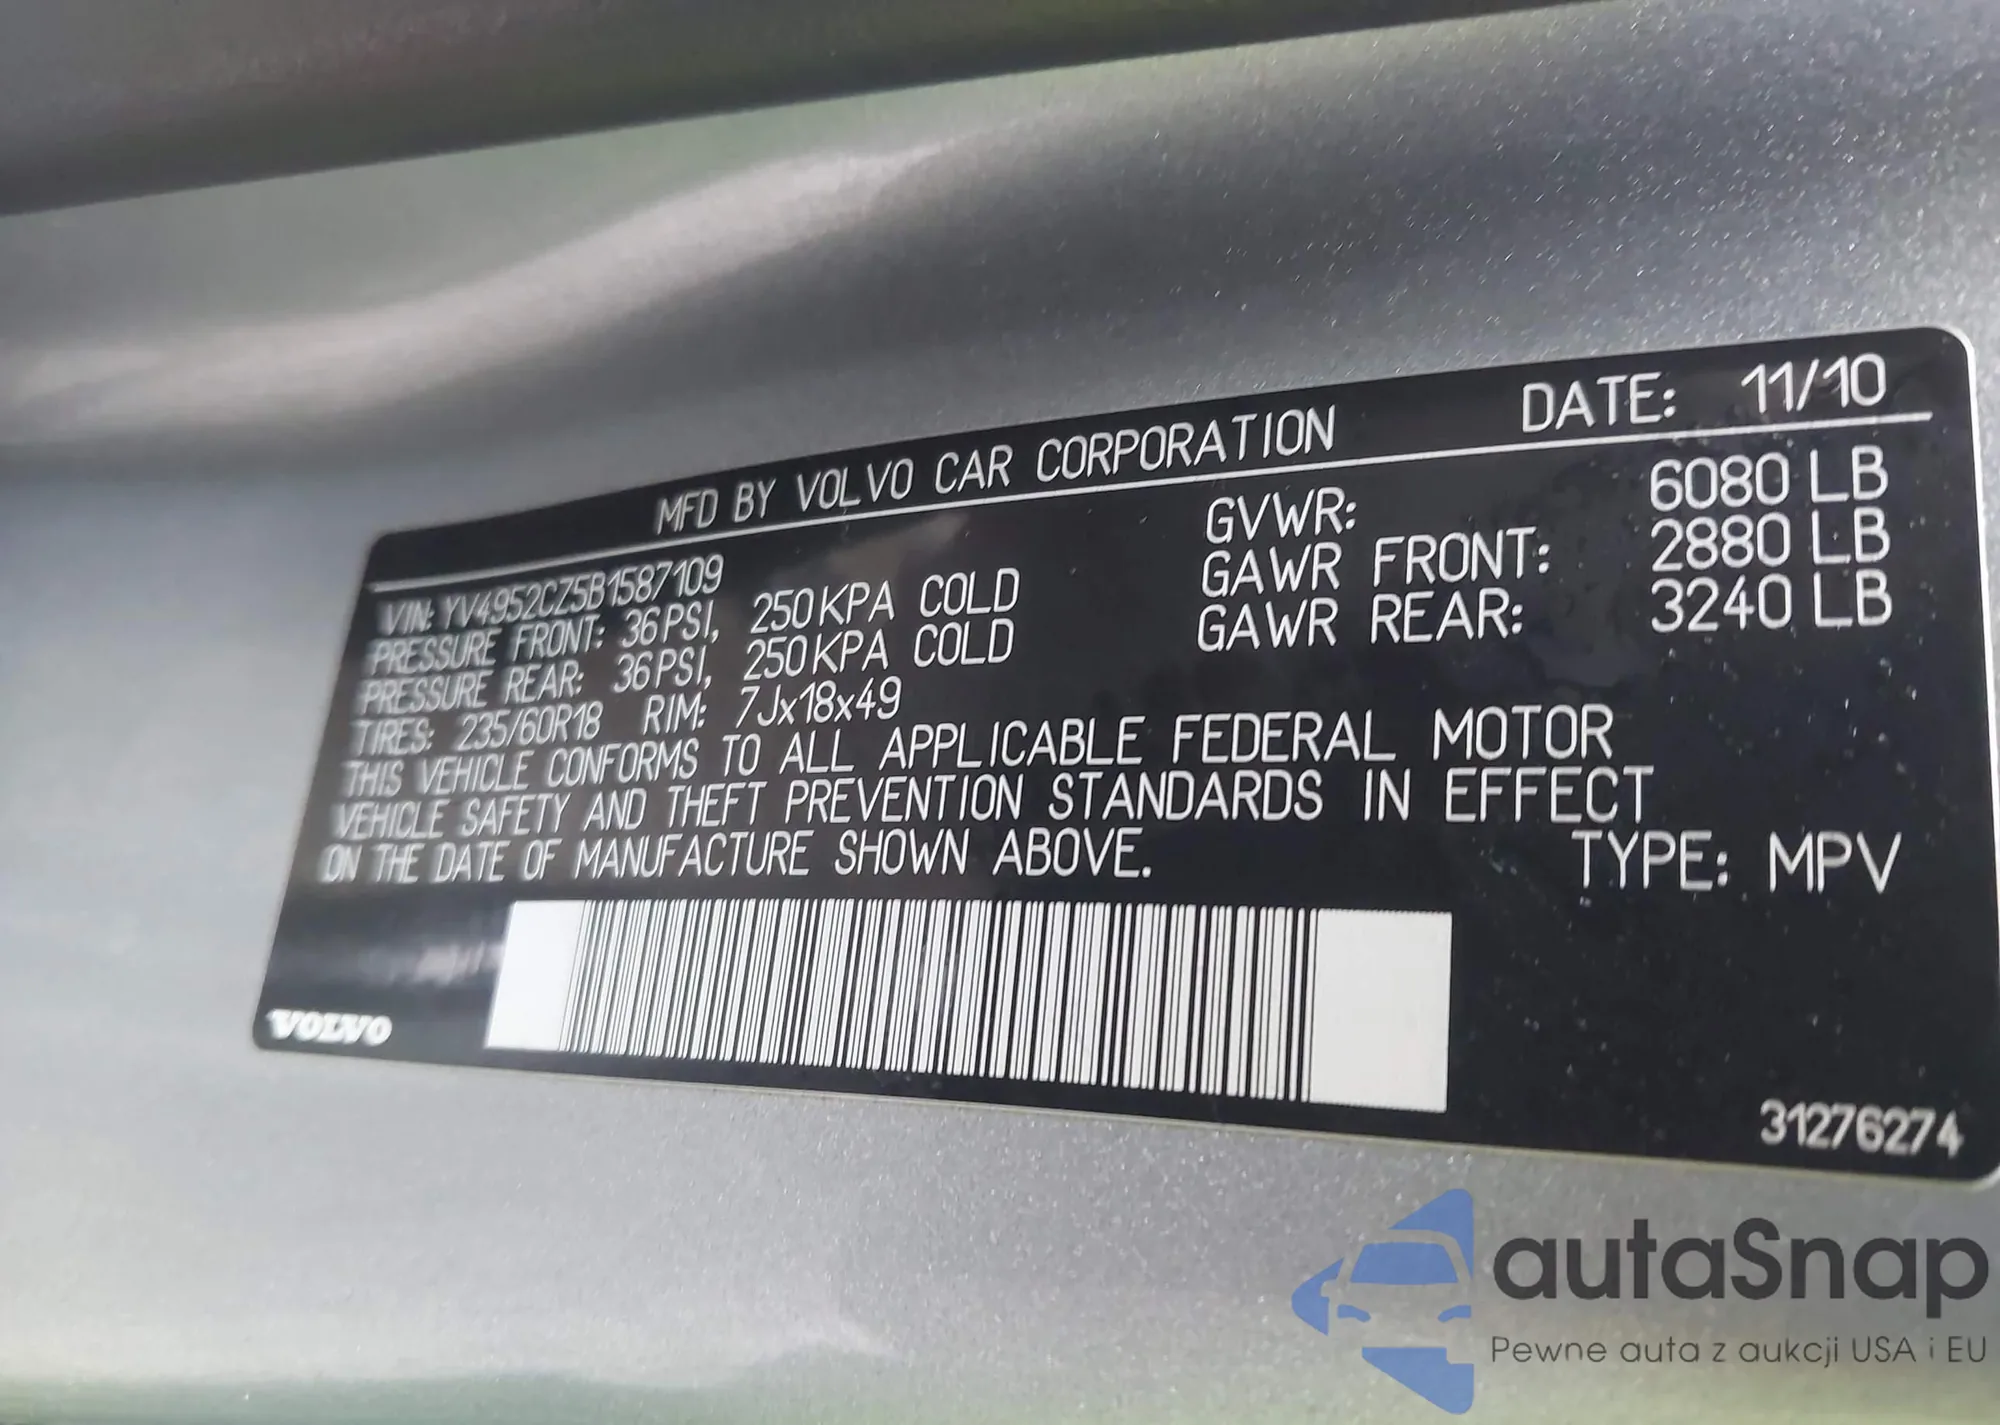 MFD BY VOLVO CAR CORPORATION DATE: 11/10
VIN: YV4952CZ5B1587109
PRESSURE FRONT: 36PSI, 250KPA COLD
PRESSURE REAR: 36PSI, 250KPA COLD
TIRES: 235/60R18 RIM: 7Jx18x49
GVWR: 6080 LB
GAWR FRONT: 2880 LB
GAWR REAR: 3240 LB
THIS VEHICLE CONFORMS TO ALL APPLICABLE FEDERAL MOTOR
VEHICLE SAFETY AND THEFT PREVENTION STANDARDS IN EFFECT
ON THE DATE OF MANUFACTURE SHOWN ABOVE.
TYPE: MPV
VOLVO
31276274
autaSnap
Pewne auta z aukcji USA i EU